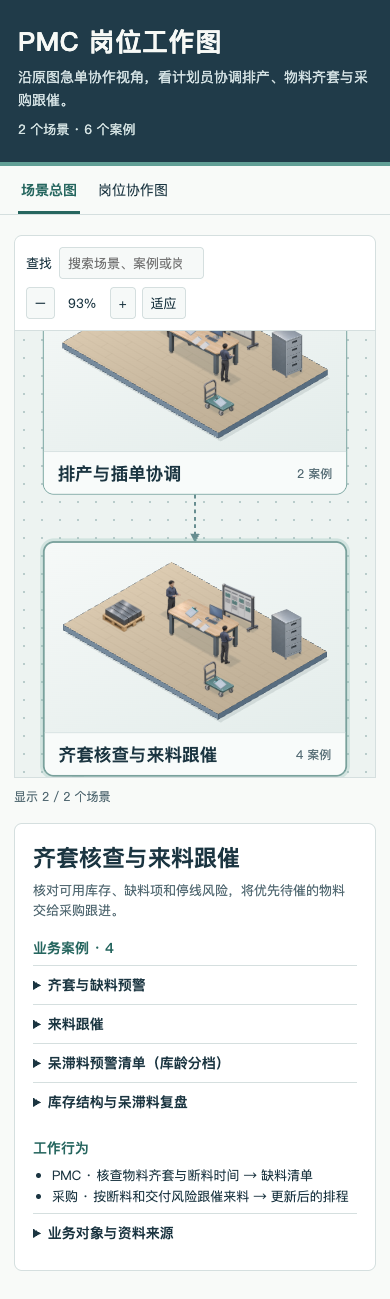 PMC 岗位工作图
沿原图急单协作视角，看计划员协调排产、物料齐套与采
购跟催。
2 个场景 · 6 个案例
场景总图
岗位协作图
查找
搜索场景、案例或岗
—
93%
+
适应
排产与插单协调
2 案例
齐套核查与来料跟催
4 案例
显示 2 / 2 个场景
齐套核查与来料跟催
核对可用库存、缺料项和停线风险，将优先待催的物料
交给采购跟进。
业务案例 · 4
▶ 齐套与缺料预警
▶ 来料跟催
▶ 呆滞料预警清单（库龄分档）
▶ 库存结构与呆滞料复盘
工作行为
• PMC · 核查物料齐套与断料时间 → 缺料清单
• 采购 · 按断料和交付风险跟催来料 → 更新后的排程
▶ 业务对象与资料来源